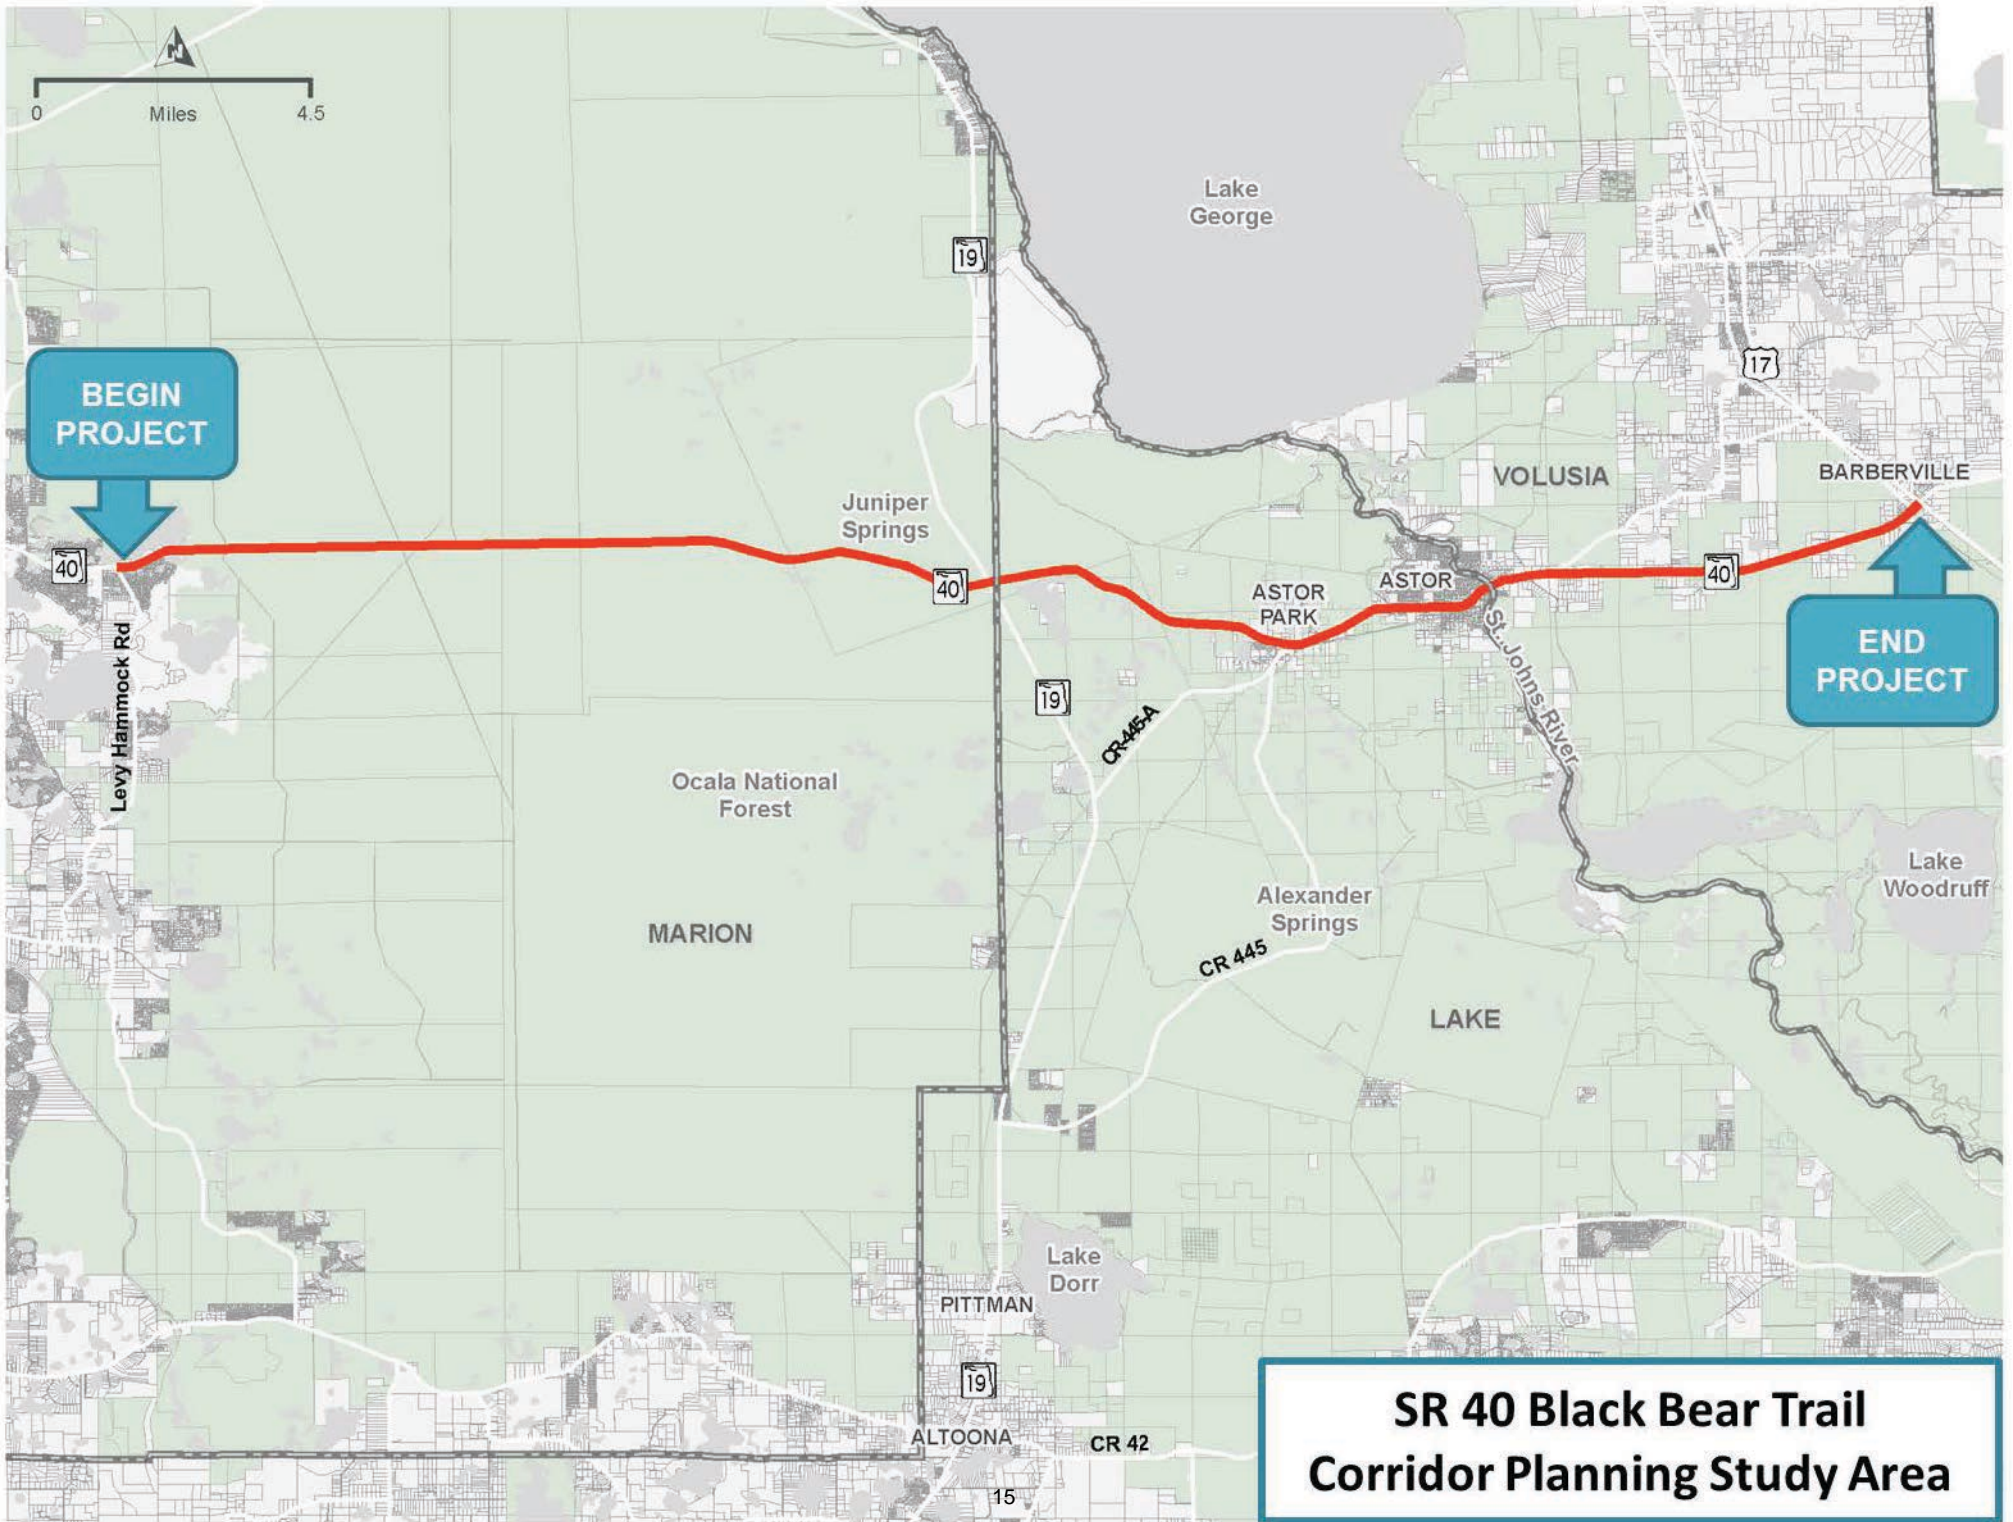 N
0
Miles
4.5
Lake
George
19
17
BEGIN
PROJECT
VOLUSIA
BARBERVILLE
Juniper
Springs
40
40
ASTOR
PARK
ASTOR
40
St. Johns River
END
PROJECT
Levy Hammock Rd
19
CR-445-A
Ocala National
Forest
Lake
Woodruff
Alexander
Springs
MARION
CR 445
LAKE
Lake
Dorr
PITTMAN
19
ALTOONA
CR 42
15
SR 40 Black Bear Trail
Corridor Planning Study Area